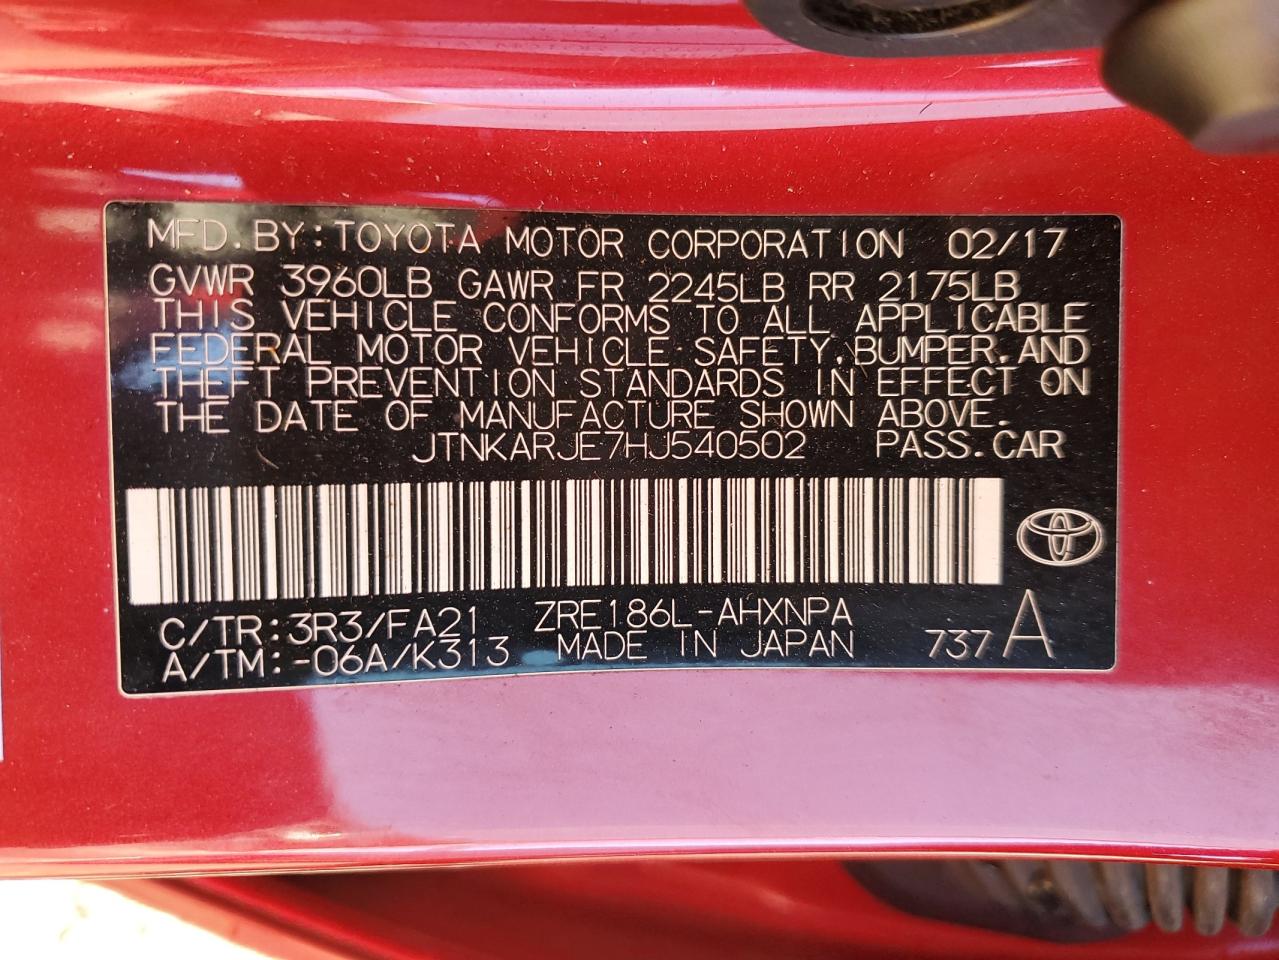 MFD. BY: TOYOTA MOTOR CORPORATION 02/17
GVWR 3960LB GAWR FR 2245LB RR 2175LB
THIS VEHICLE CONFORMS TO ALL APPLICABLE
FEDERAL MOTOR VEHICLE SAFETY, BUMPER, AND
THEFT PREVENTION STANDARDS IN EFFECT ON
THE DATE OF MANUFACTURE SHOWN ABOVE.
JTNKARJE7HJ540502 PASS. CAR
C/TR: 3R3/FA21 ZRE186L-AHXNPA
A/TM: -06A/K313 MADE IN JAPAN 737 A